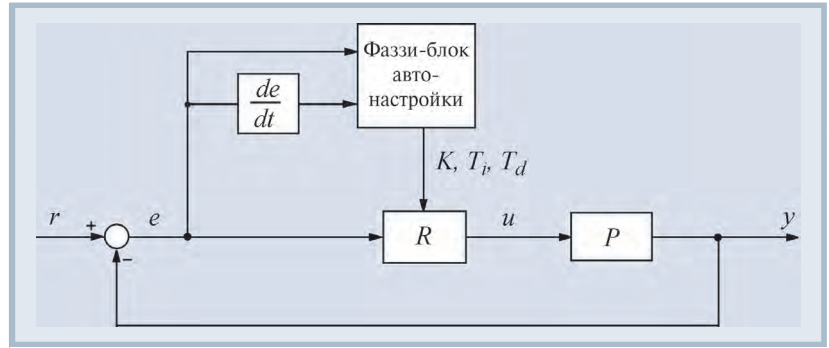 Фаззи-блок
авто-
настройки
de
dt
K, Ti, Td
r
+
e
R
u
P
y
−